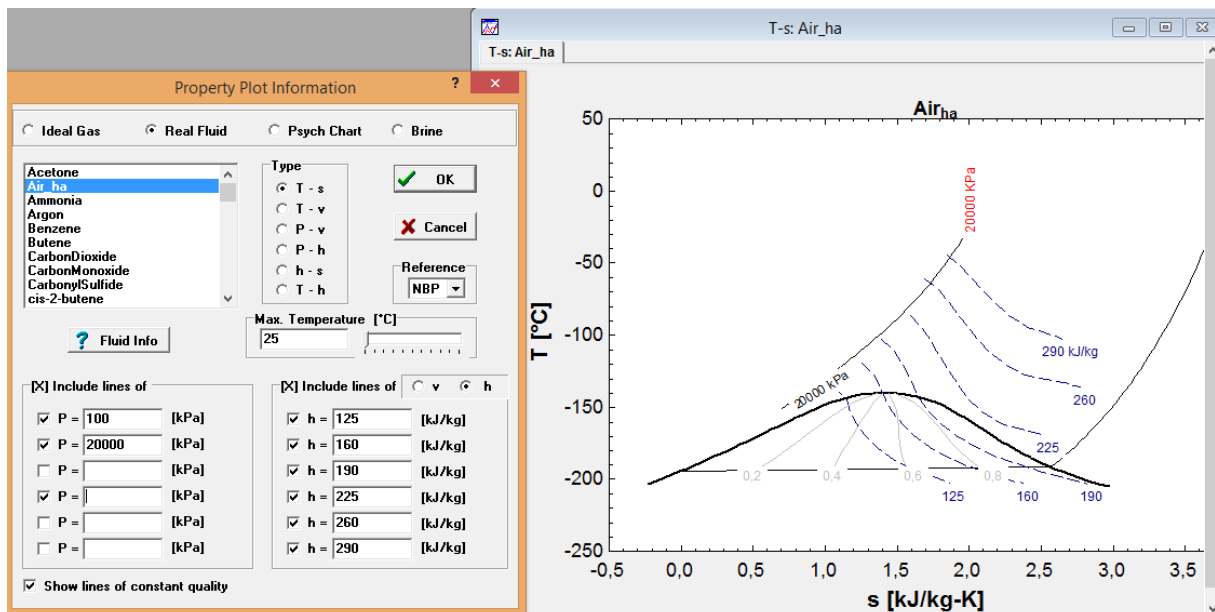 Property Plot Information
?
×
Ideal Gas
Real Fluid
Psych Chart
Brine
Acetone
Air_ha
Ammonia
Argon
Benzene
Butene
CarbonDioxide
CarbonMonoxide
CarbonylSulfide
cis-2-butene
Type
T - s
T - v
P - v
P - h
h - s
T - h
OK
Cancel
Reference
NBP
? Fluid Info
Max. Temperature [°C]
25
[X] Include lines of
P = 100 [kPa]
P = 20000 [kPa]
P = [kPa]
P = [kPa]
P = [kPa]
P = [kPa]
[X] Include lines of
v
h
h = 125 [kJ/kg]
h = 160 [kJ/kg]
h = 190 [kJ/kg]
h = 225 [kJ/kg]
h = 260 [kJ/kg]
h = 290 [kJ/kg]
Show lines of constant quality
T-s: Air_ha
T-s: Air_ha
Air_ha
50
0
-50
-100
-150
-200
-250
T [°C]
20000 KPa
20000 kPa
290 kJ/kg
260
225
0,2
0,4
0,6
0,8
125
160
190
-0,5
0,0
0,5
1,0
1,5
2,0
2,5
3,0
3,5
s [kJ/kg-K]